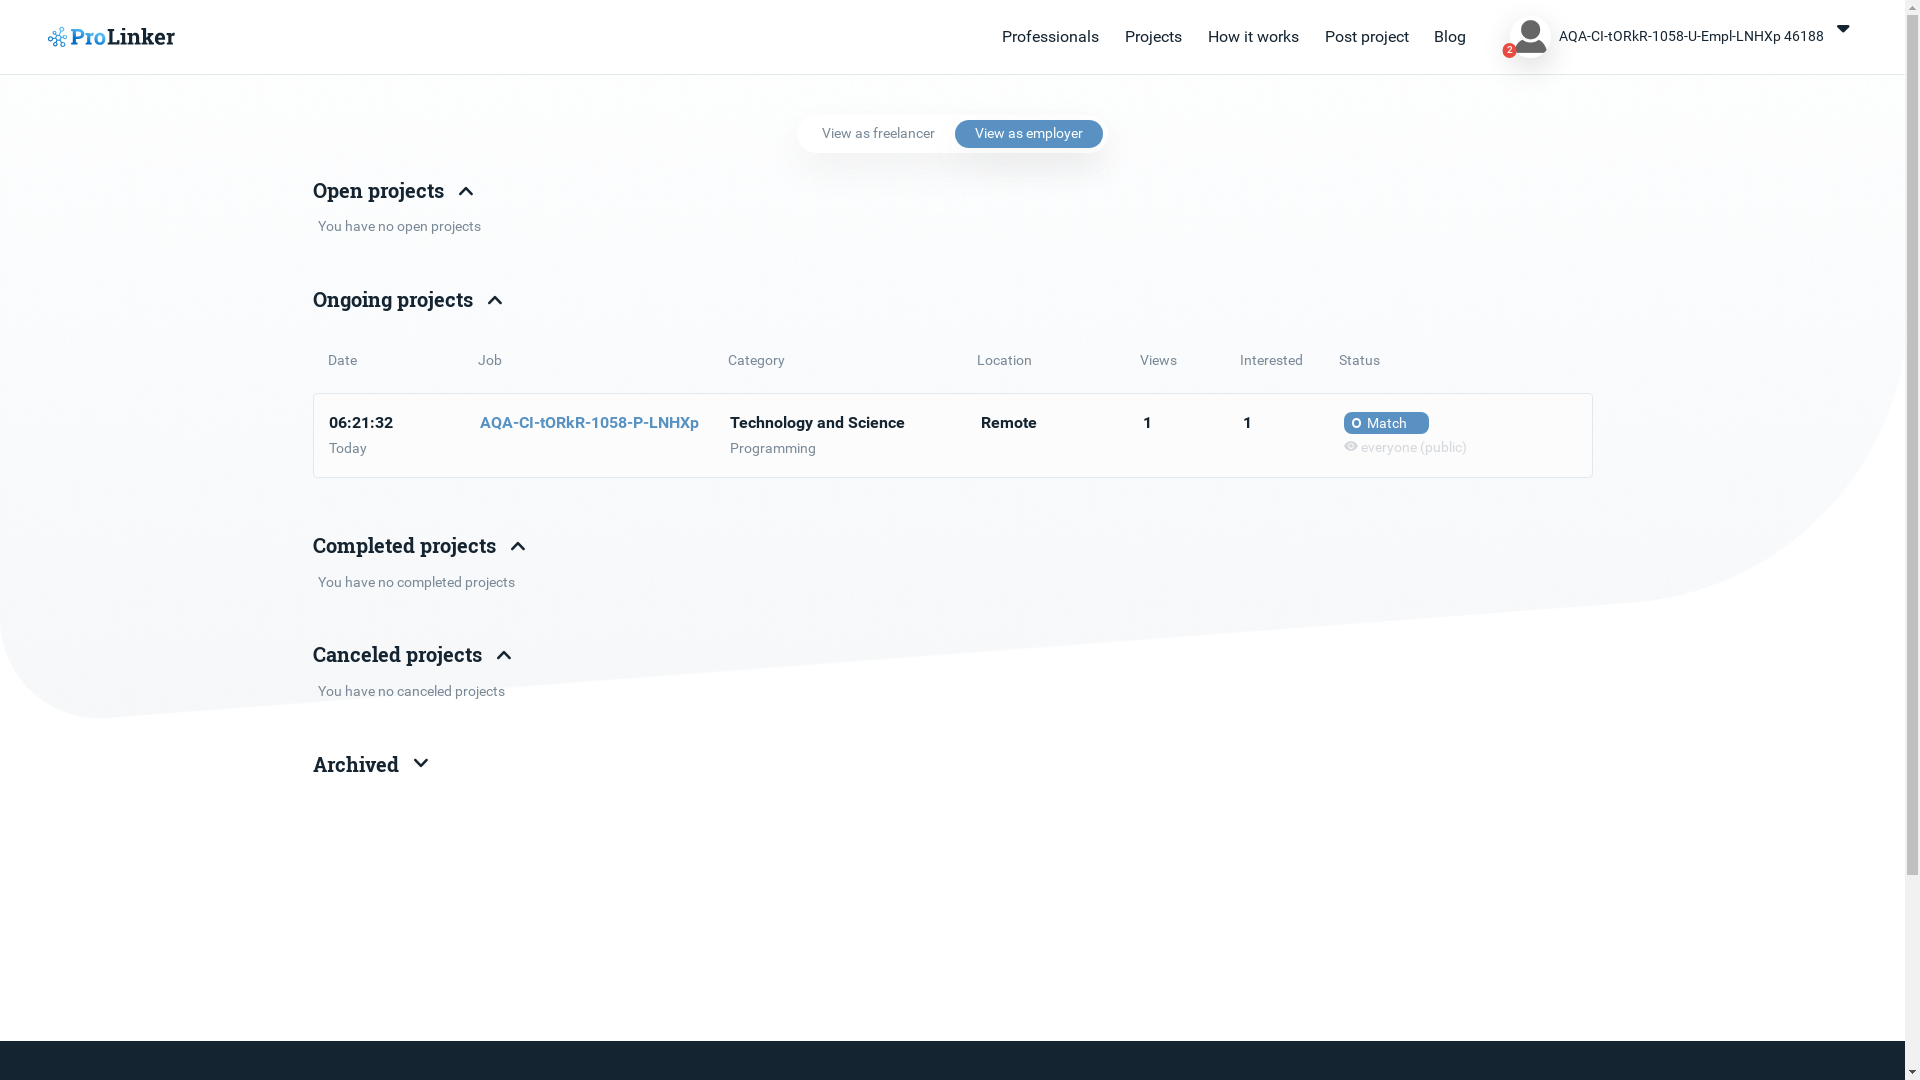 ProLinker
Professionals Projects How it works Post project Blog 2 AQA-CI-tORkR-1058-U-Empl-LNHXp 46188
View as freelancer View as employer
Open projects
You have no open projects
Ongoing projects
Date Job Category Location Views Interested Status
06:21:32 AQA-CI-tORkR-1058-P-LNHXp Technology and Science Remote 1 1 Match
Today Programming everyone (public)
Completed projects
You have no completed projects
Canceled projects
You have no canceled projects
Archived